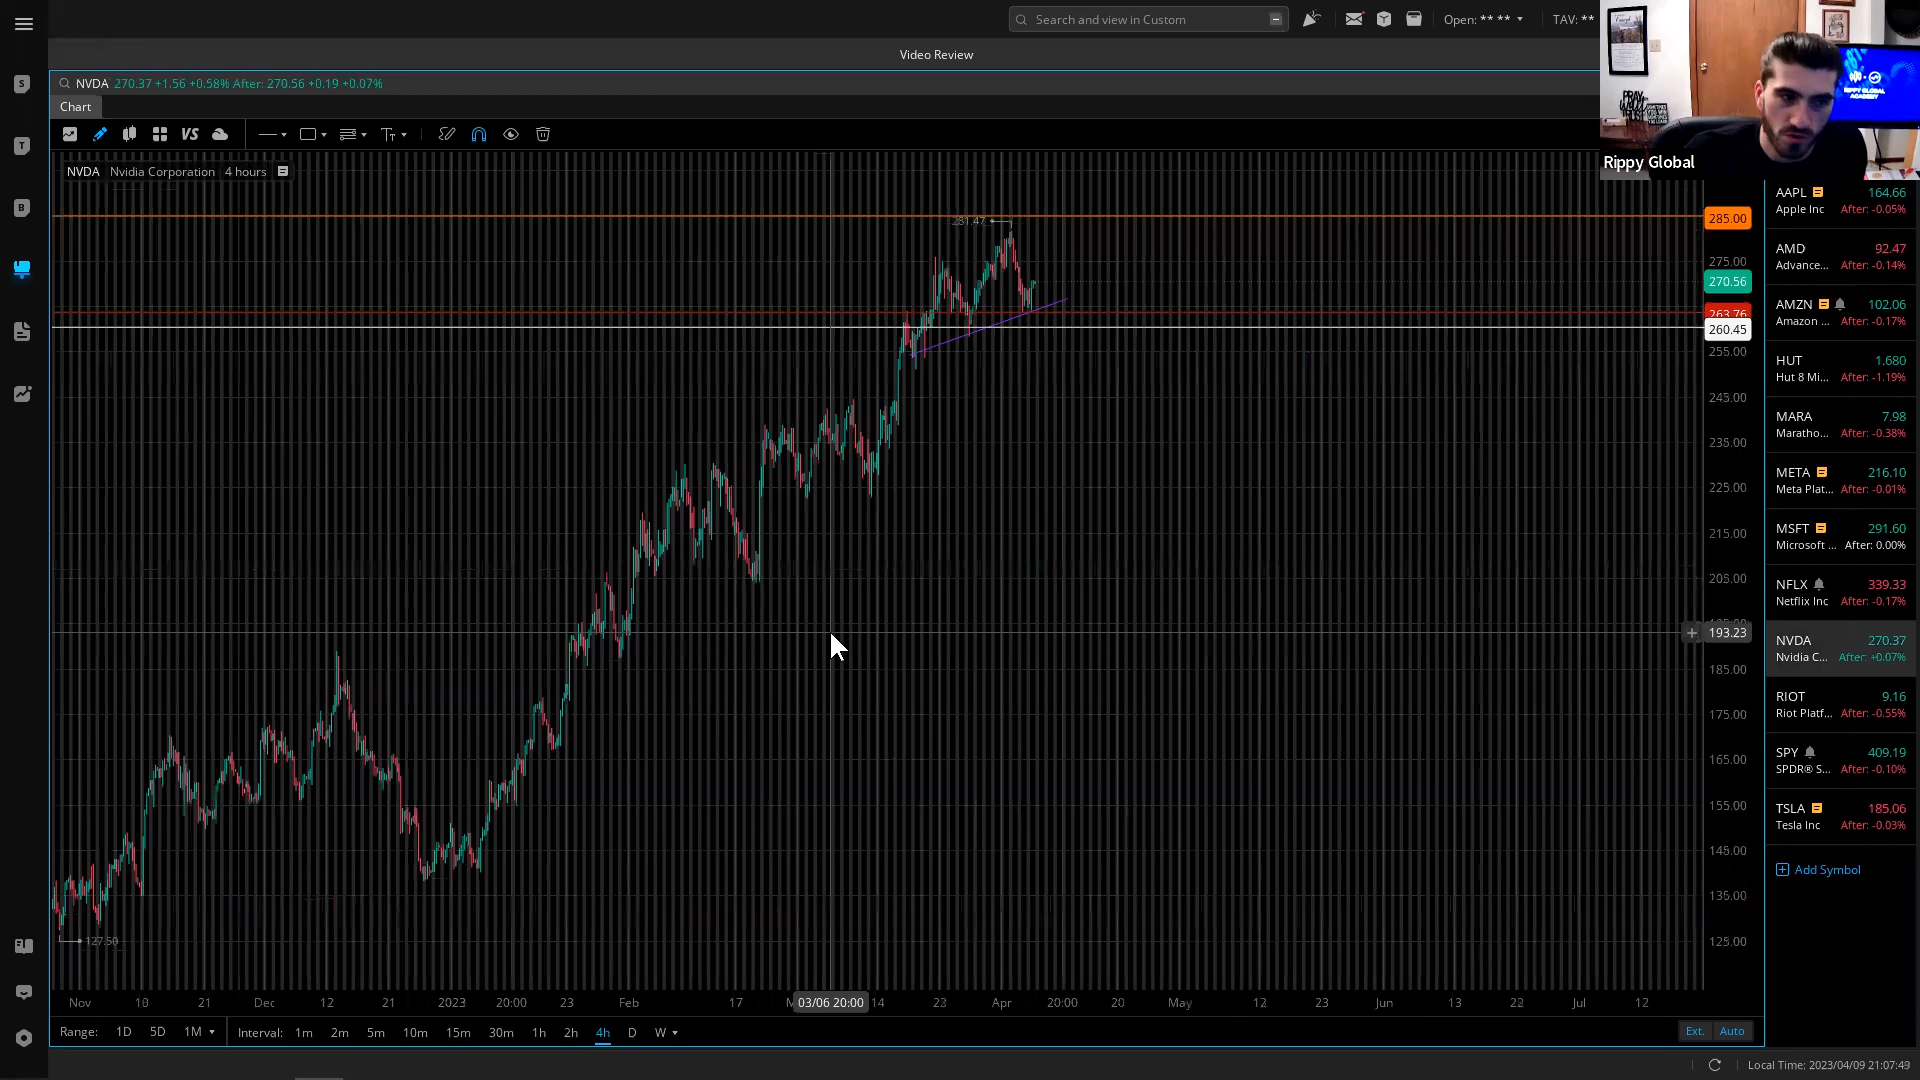 Search and view in Custom
Open: ** **
TAV: **
Video Review
NVDA 270.37 +1.56 +0.58% After: 270.56 +0.19 +0.07%
Chart
VS
NVDA Nvidia Corporation 4 hours
Rippy Global
RIPPY GLOBAL
ACADEMY
281.47
127.50
285.00
275.00
270.56
263.76
260.45
255.00
245.00
235.00
225.00
215.00
205.00
193.23
185.00
175.00
165.00
155.00
145.00
135.00
125.00
AAPL 164.66
Apple Inc After: -0.05%
AMD 92.47
Advance... After: -0.14%
AMZN 102.06
Amazon ... After: -0.17%
HUT 1.680
Hut 8 Mi... After: -1.19%
MARA 7.98
Maratho... After: -0.38%
META 216.10
Meta Plat... After: -0.01%
MSFT 291.60
Microsoft ... After: 0.00%
NFLX 339.33
Netflix Inc After: -0.17%
NVDA 270.37
Nvidia C... After: +0.07%
RIOT 9.16
Riot Platf... After: -0.55%
SPY 409.19
SPDR® S... After: -0.10%
TSLA 185.06
Tesla Inc After: -0.03%
Add Symbol
Nov 21 Dec 12 21 2023 20:00 23 Feb 17 03/06 20:00 14 Apr 20:00 20 May 12 23 Jun 13 Jul 12
Range: 1D 5D 1M Interval: 1m 2m 5m 10m 15m 30m 1h 2h 4h D W
Ext. Auto
Local Time: 2023/04/09 21:07:49